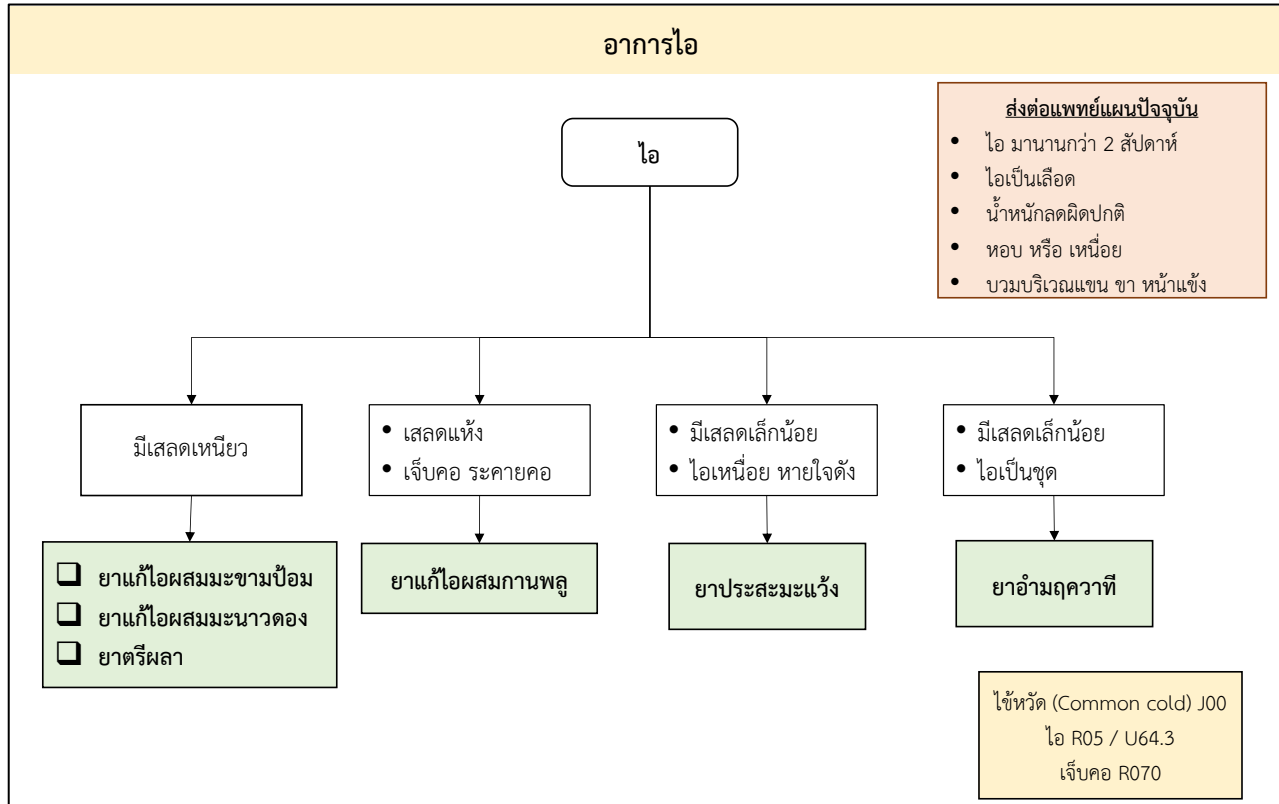 อาการไอ
ส่งต่อแพทย์แผนปัจจุบัน
• ไอ มานานกว่า 2 สัปดาห์
• ไอเป็นเลือด
• น้ำหนักลดผิดปกติ
• หอบ หรือ เหนื่อย
• บวมบริเวณแขน ขา หน้าแข้ง
ไอ
มีเสลดเหนียว
• เสลดแห้ง
• เจ็บคอ ระคายคอ
• มีเสลดเล็กน้อย
• ไอเหนื่อย หายใจดัง
• มีเสลดเล็กน้อย
• ไอเป็นชุด
❑ ยาแก้ไอผสมมะขามป้อม
❑ ยาแก้ไอผสมมะนาวดอง
❑ ยาตรีผลา
ยาแก้ไอผสมกานพลู
ยาประสะมะแว้ง
ยาอำมฤควาที
ไข้หวัด (Common cold) J00
ไอ R05 / U64.3
เจ็บคอ R070